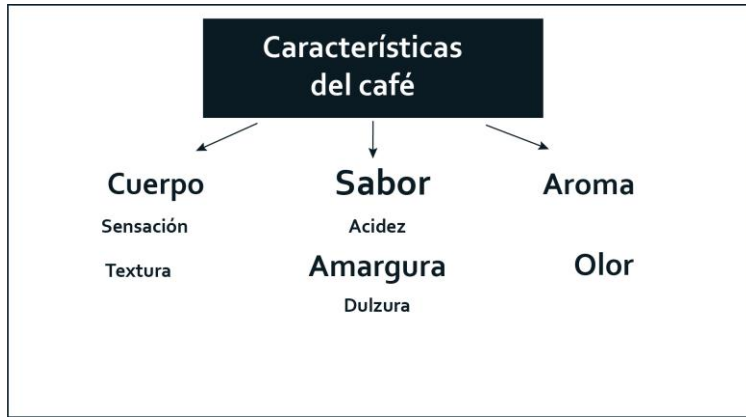 Características
del café
Cuerpo
Sensación
Textura
Sabor
Acidez
Amargura
Dulzura
Aroma
Olor